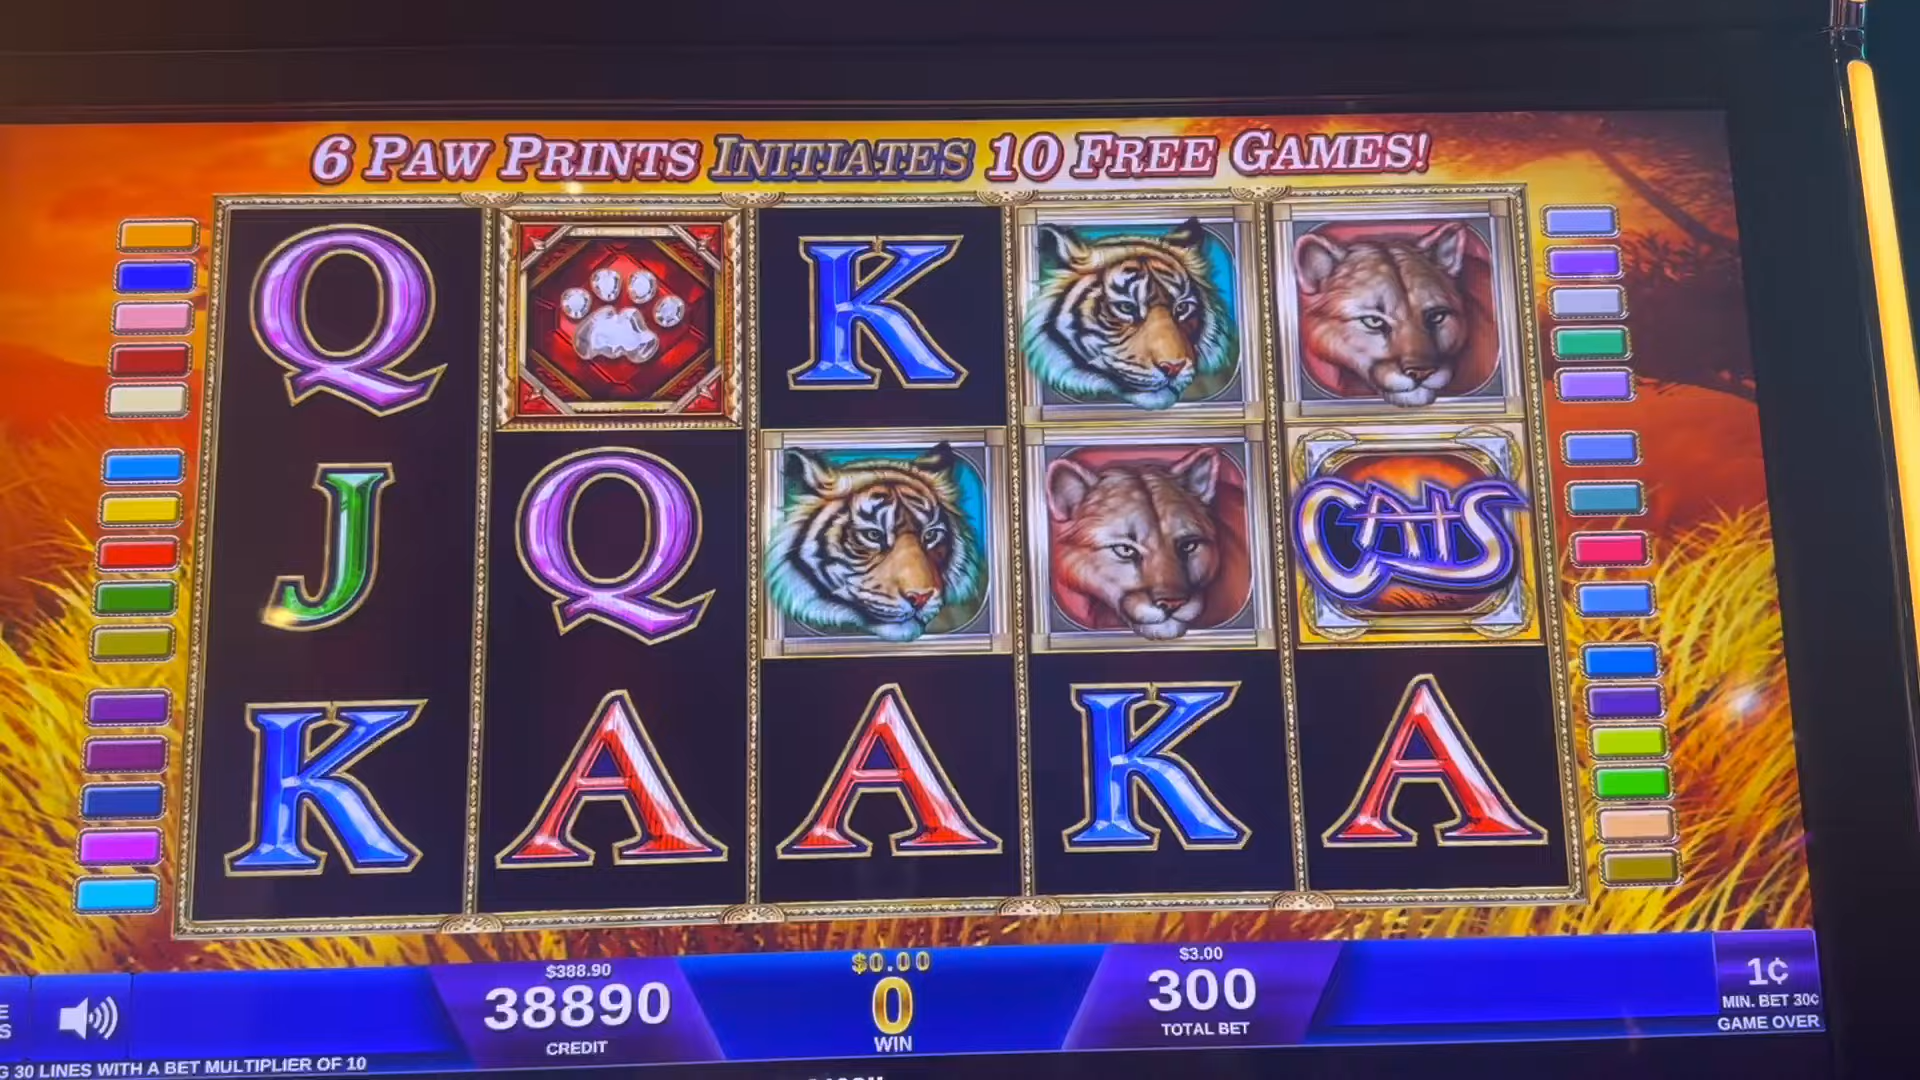 6 PAW PRINTS INITIATES 10 FREE GAMES!
Q K
CATS
J Q
K A A K A
$388.90
38890
CREDIT
$0.00
0
WIN
$3.00
300
TOTAL BET
1¢
MIN. BET 30¢
GAME OVER
30 LINES WITH A BET MULTIPLIER OF 10